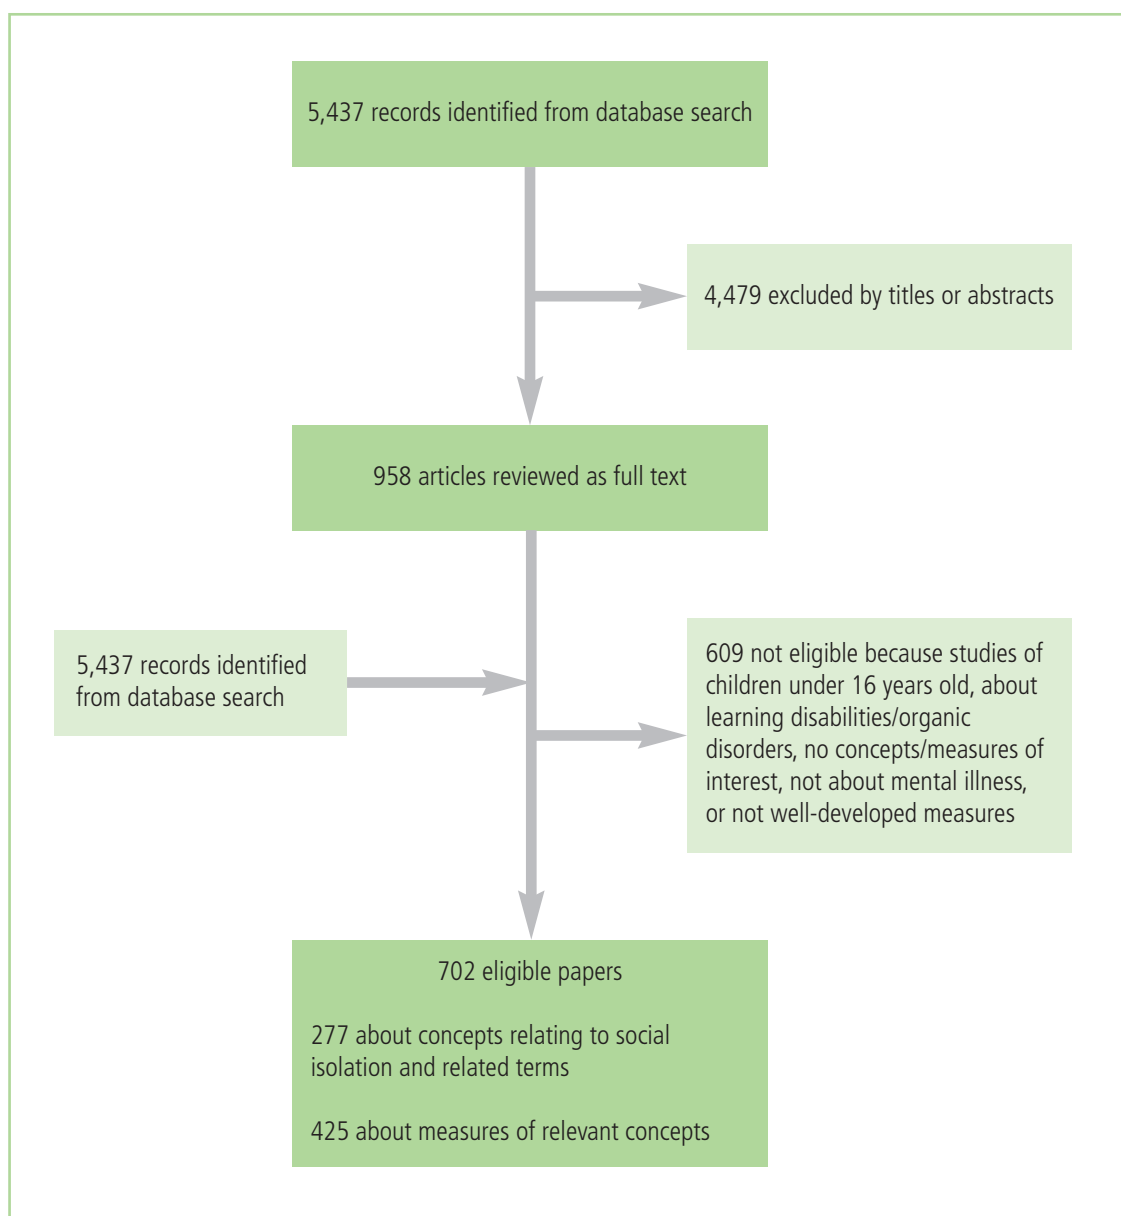 5,437 records identified from database search
4,479 excluded by titles or abstracts
958 articles reviewed as full text
5,437 records identified
from database search
609 not eligible because studies of
children under 16 years old, about
learning disabilities/organic
disorders, no concepts/measures of
interest, not about mental illness,
or not well-developed measures
702 eligible papers
277 about concepts relating to social
isolation and related terms
425 about measures of relevant concepts